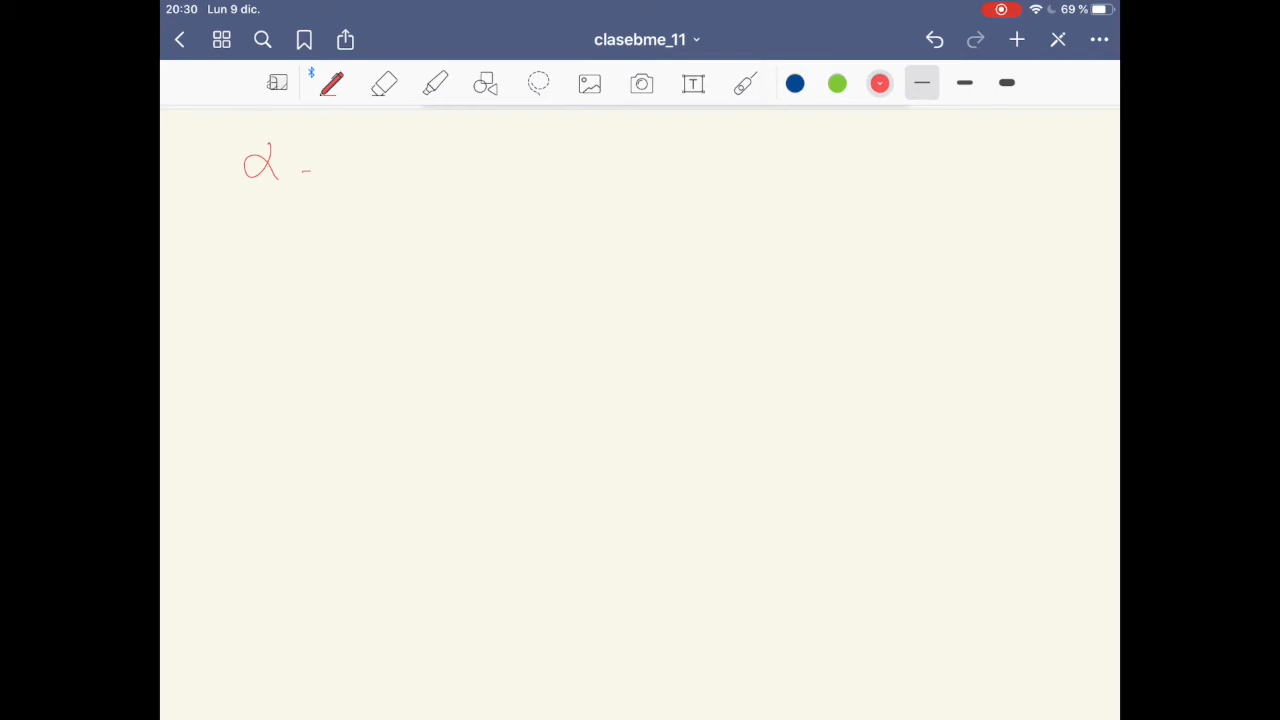 20:30 Lun 9 dic. 69 %
clasebme_11
T
α -